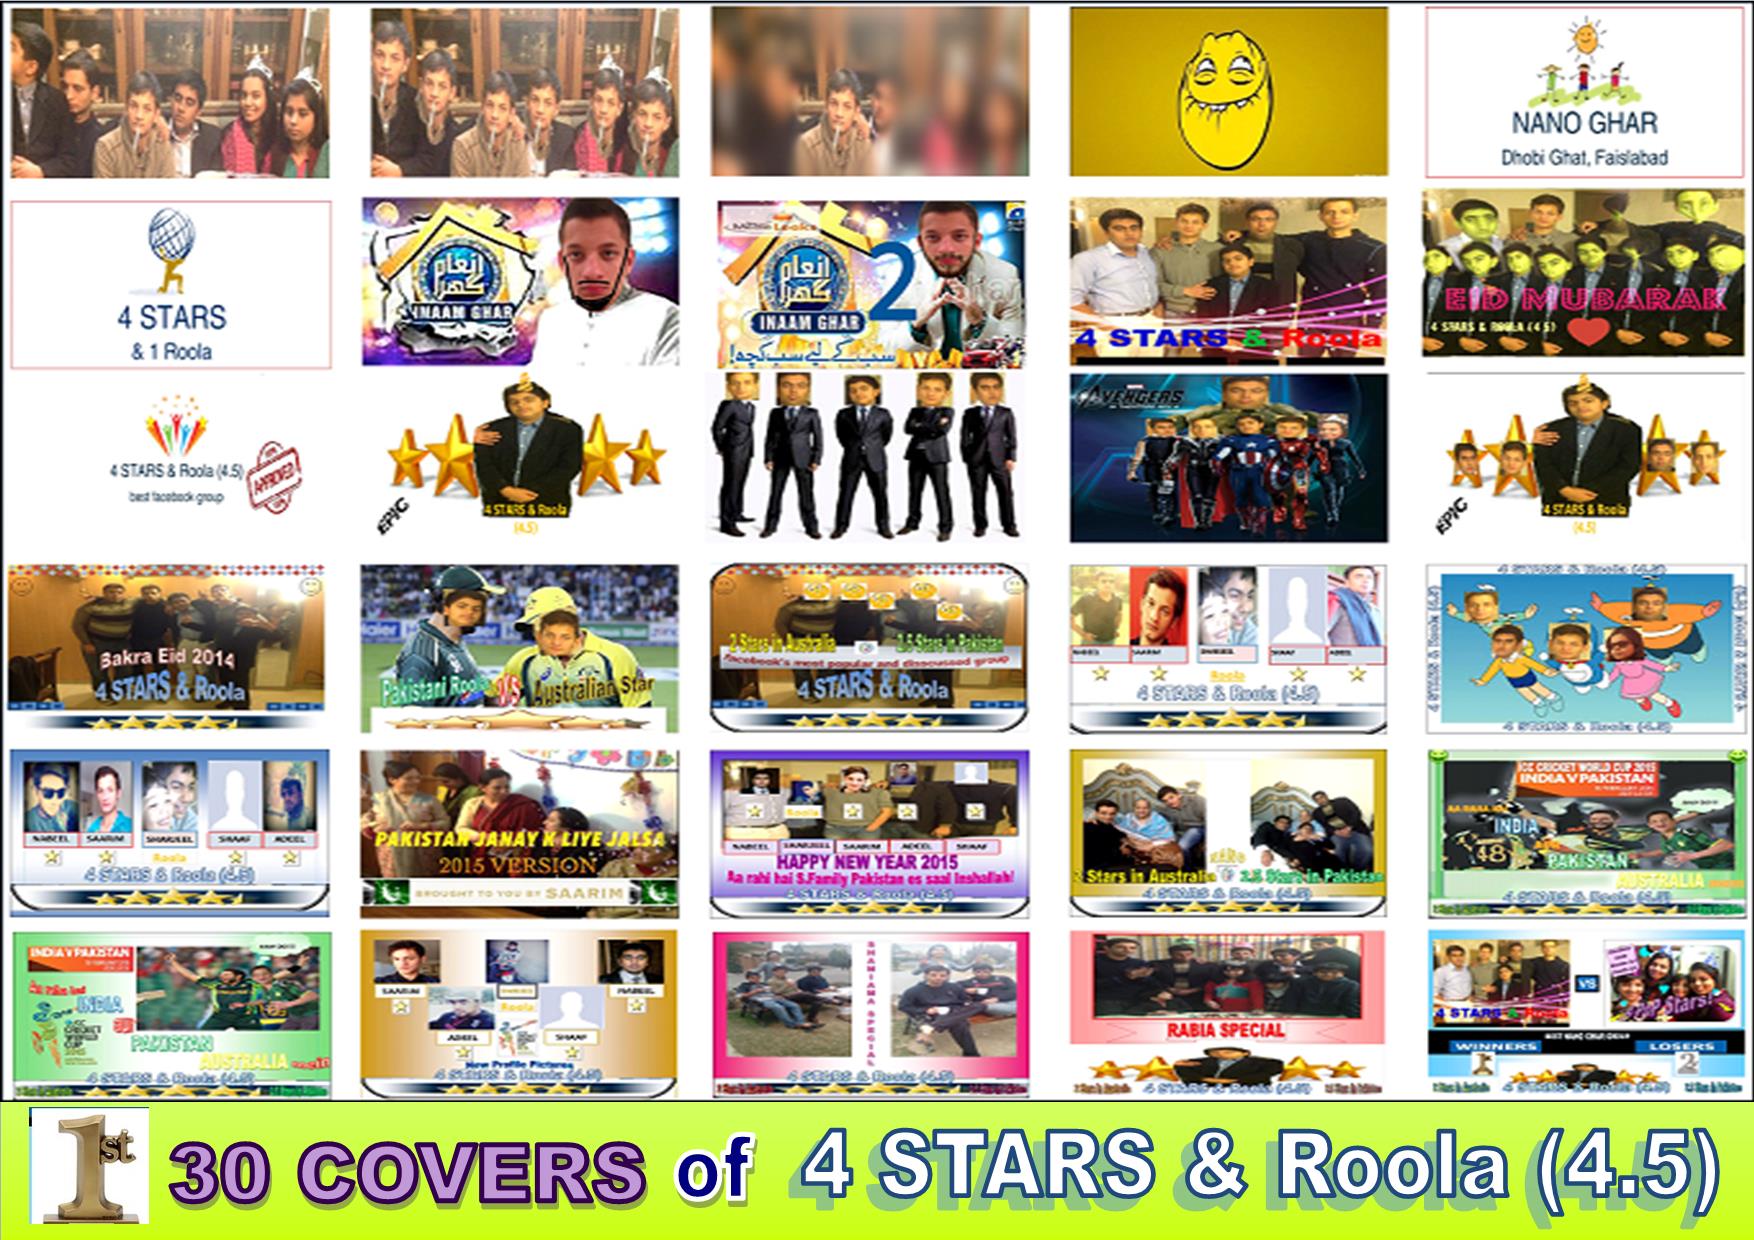 NANO GHAR
Dhobi Ghat, Faislabad
4 STARS
& 1 Roola
انعام
گھر
INAAM GHAR
انعام
گھر
2
INAAM GHAR
سب کے لیے سب کچھ!
4 STARS & Roola
EID MUBARAK
4 STARS & ROOLA (4.5)
4 STARS & Roola (4.5)
best facebook group
APPROVED
EPIC
4 STARS & Roola
(4.5)
AVENGERS
EPIC
4 STARS & Roola
(4.5)
Bakra Eid 2014
4 STARS & Roola
Pakistani Roola VS Australian Star
2 Stars in Australia
2.5 Stars in Pakistan
Facebook's most popular and disscussed group
4 STARS & Roola
NABEEL SAARIM SHARJEEL SHAAF ADEEL
Roola
4 STARS & Roola (4.5)
4 STARS & Roola (4.5)
4 STARS & Roola (4.5)
NABEEL SAARIM SHARJEEL SHAAF ADEEL
Roola
4 STARS & Roola (4.5)
PAKISTAN JANAY K LIYE JALSA
2015 VERSION
BROUGHT TO YOU BY SAARIM
Roola
NABEEL SHARJEEL SAARIM ADEEL SHAAF
HAPPY NEW YEAR 2015
Aa rahi hai S.Family Pakistan es saal Inshallah!
4 STARS & Roola (4.5)
2 Stars in Australia
2.5 Stars in Pakistan
4 STARS & Roola (4.5)
ICC CRICKET WORLD CUP 2015
INDIA V PAKISTAN
INDIA
PAKISTAN
AUSTRALIA
4 STARS & Roola (4.5)
INDIA V PAKISTAN
INDIA
PAKISTAN
AUSTRALIA
4 STARS & Roola (4.5)
SAARIM
Roola
NABEEL
ADEEL
SHAAF
New Profile Pictures
4 STARS & Roola (4.5)
SHAMIAMA SPECIAL
4 STARS & Roola (4.5)
RABIA SPECIAL
4 STARS & Roola (4.5)
4 STARS & Roola
VS
WINNERS
LOSERS
1
2
4 STARS & Roola (4.5)
1st
30 COVERS of 4 STARS & Roola (4.5)